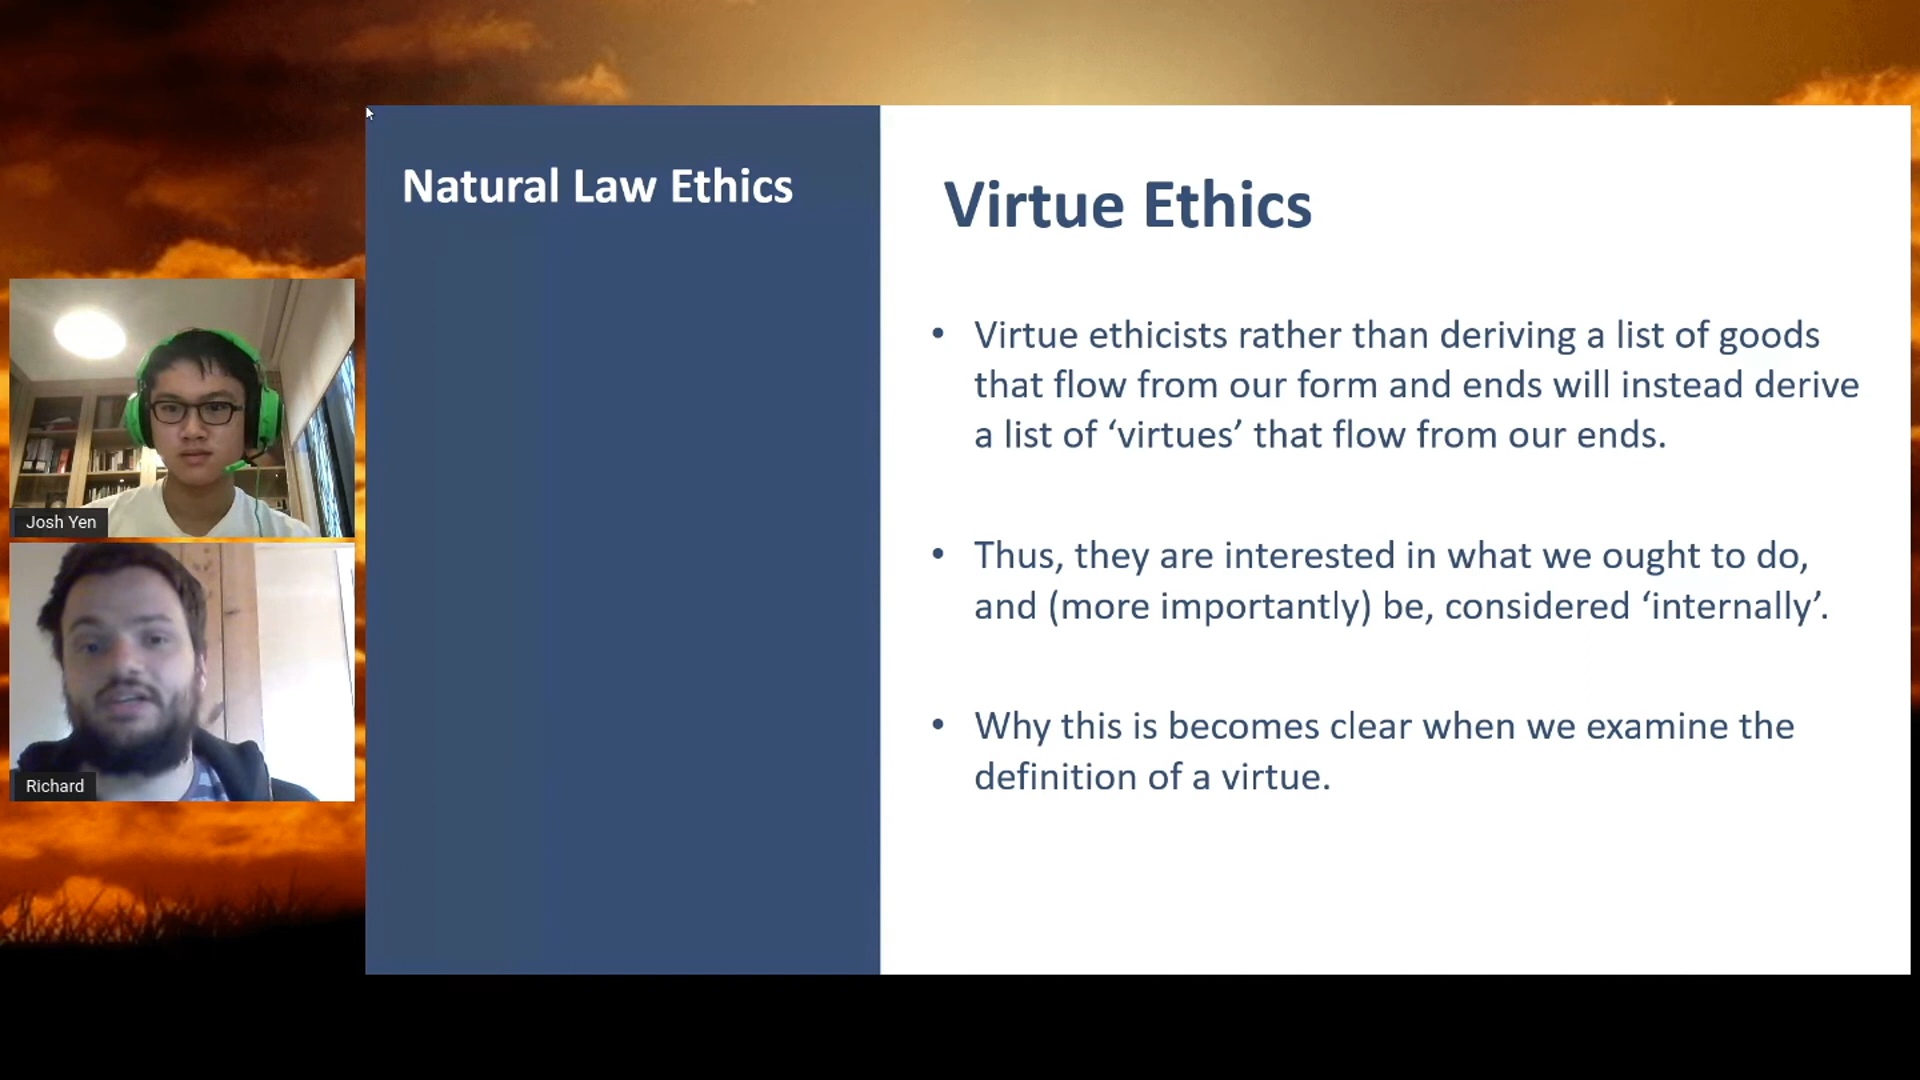 Natural Law Ethics
Virtue Ethics
• Virtue ethicists rather than deriving a list of goods
that flow from our form and ends will instead derive
a list of ‘virtues’ that flow from our ends.
• Thus, they are interested in what we ought to do,
and (more importantly) be, considered ‘internally’.
• Why this is becomes clear when we examine the
definition of a virtue.
Josh Yen
Richard